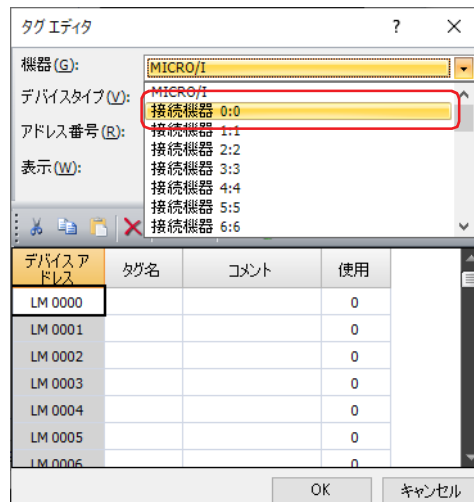 タグ エディタ ? ×
機器(G): MICRO/I
デバイスタイプ(V): MICRO/I
接続機器 0:0
アドレス番号(R): 接続機器 1:1
接続機器 2:2
表示(W): 接続機器 3:3
接続機器 4:4
接続機器 5:5
接続機器 6:6
デバイス アドレス タグ名 コメント 使用
LM 0000 0
LM 0001 0
LM 0002 0
LM 0003 0
LM 0004 0
LM 0005 0
LM 0006 0
OK キャンセル